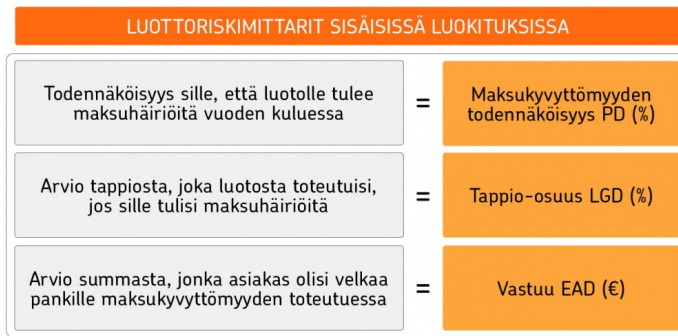 LUOTTORISKIMITTARIT SISÄISISSÄ LUOKITUKSISSA
Todennäköisyys sille, että luotolle tulee
maksuhäiriöitä vuoden kuluessa
=
Maksukyvyttömyyden
todennäköisyys PD (%)
Arvio tappiosta, joka luotosta toteutuisi,
jos sille tulisi maksuhäiriöitä
=
Tappio-osuus LGD (%)
Arvio summasta, jonka asiakas olisi velkaa
pankille maksukyvyttömyyden toteutuessa
=
Vastuu EAD (€)